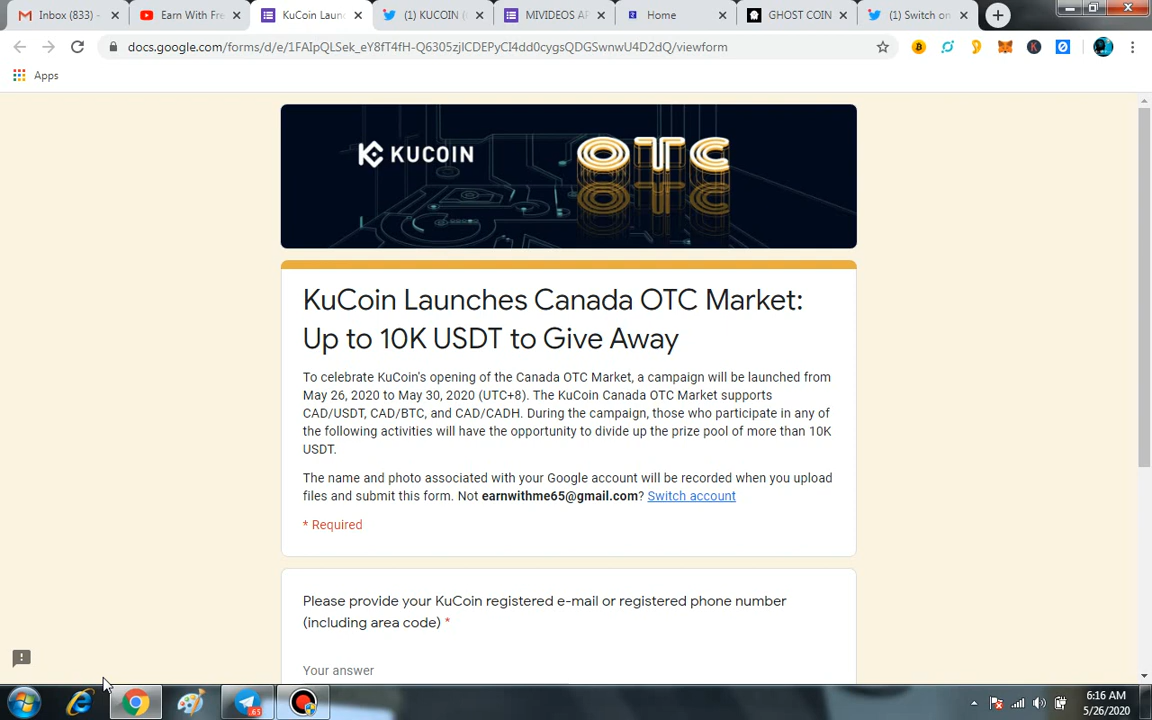 Inbox (833) -
Earn With Fre
KuCoin Laun
(1) KUCOIN (
MIVIDEOS AI
Home
GHOST COIN
(1) Switch on
docs.google.com/forms/d/e/1FAIpQLSek_eY8fT4fH-Q6305zjICDEPyCI4dd0cygsQDGSwnwU4D2dQ/viewform
Apps
KUCOIN
OTC
KuCoin Launches Canada OTC Market:
Up to 10K USDT to Give Away
To celebrate KuCoin's opening of the Canada OTC Market, a campaign will be launched from
May 26, 2020 to May 30, 2020 (UTC+8). The KuCoin Canada OTC Market supports
CAD/USDT, CAD/BTC, and CAD/CADH. During the campaign, those who participate in any of
the following activities will have the opportunity to divide up the prize pool of more than 10K
USDT.
The name and photo associated with your Google account will be recorded when you upload
files and submit this form. Not earnwithme65@gmail.com? Switch account
* Required
Please provide your KuCoin registered e-mail or registered phone number
(including area code) *
Your answer
65
6:16 AM
5/26/2020